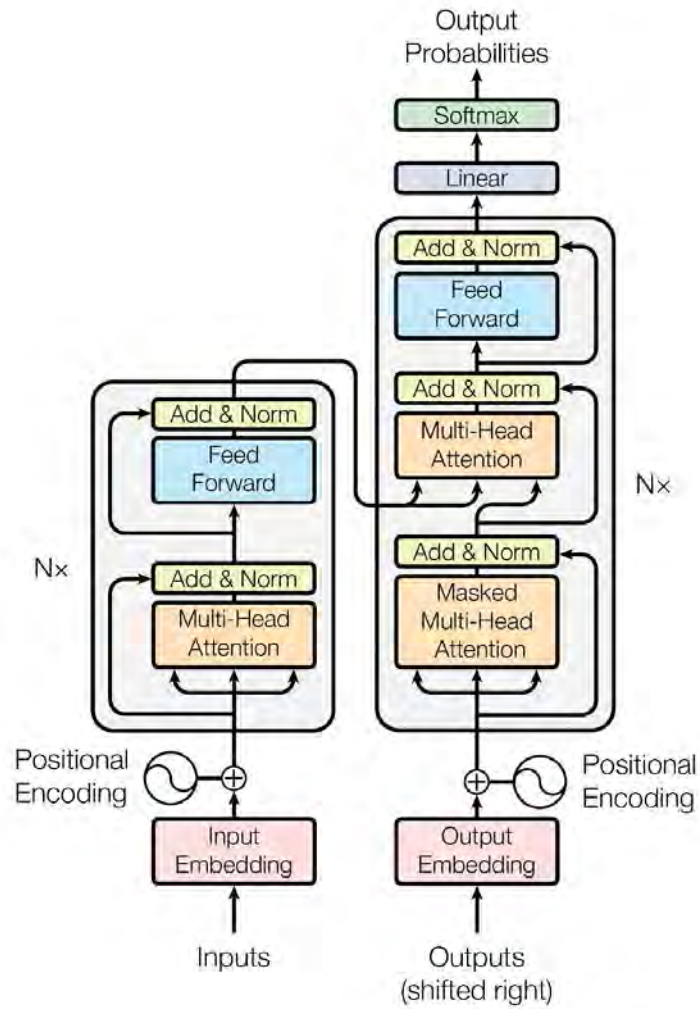 Output
Probabilities
Softmax
Linear
Add & Norm
Feed
Forward
Add & Norm
Multi-Head
Attention
Add & Norm
Masked
Multi-Head
Attention
Nx
Add & Norm
Feed
Forward
Add & Norm
Multi-Head
Attention
Nx
Positional
Encoding
Positional
Encoding
Input
Embedding
Output
Embedding
Inputs
Outputs
(shifted right)